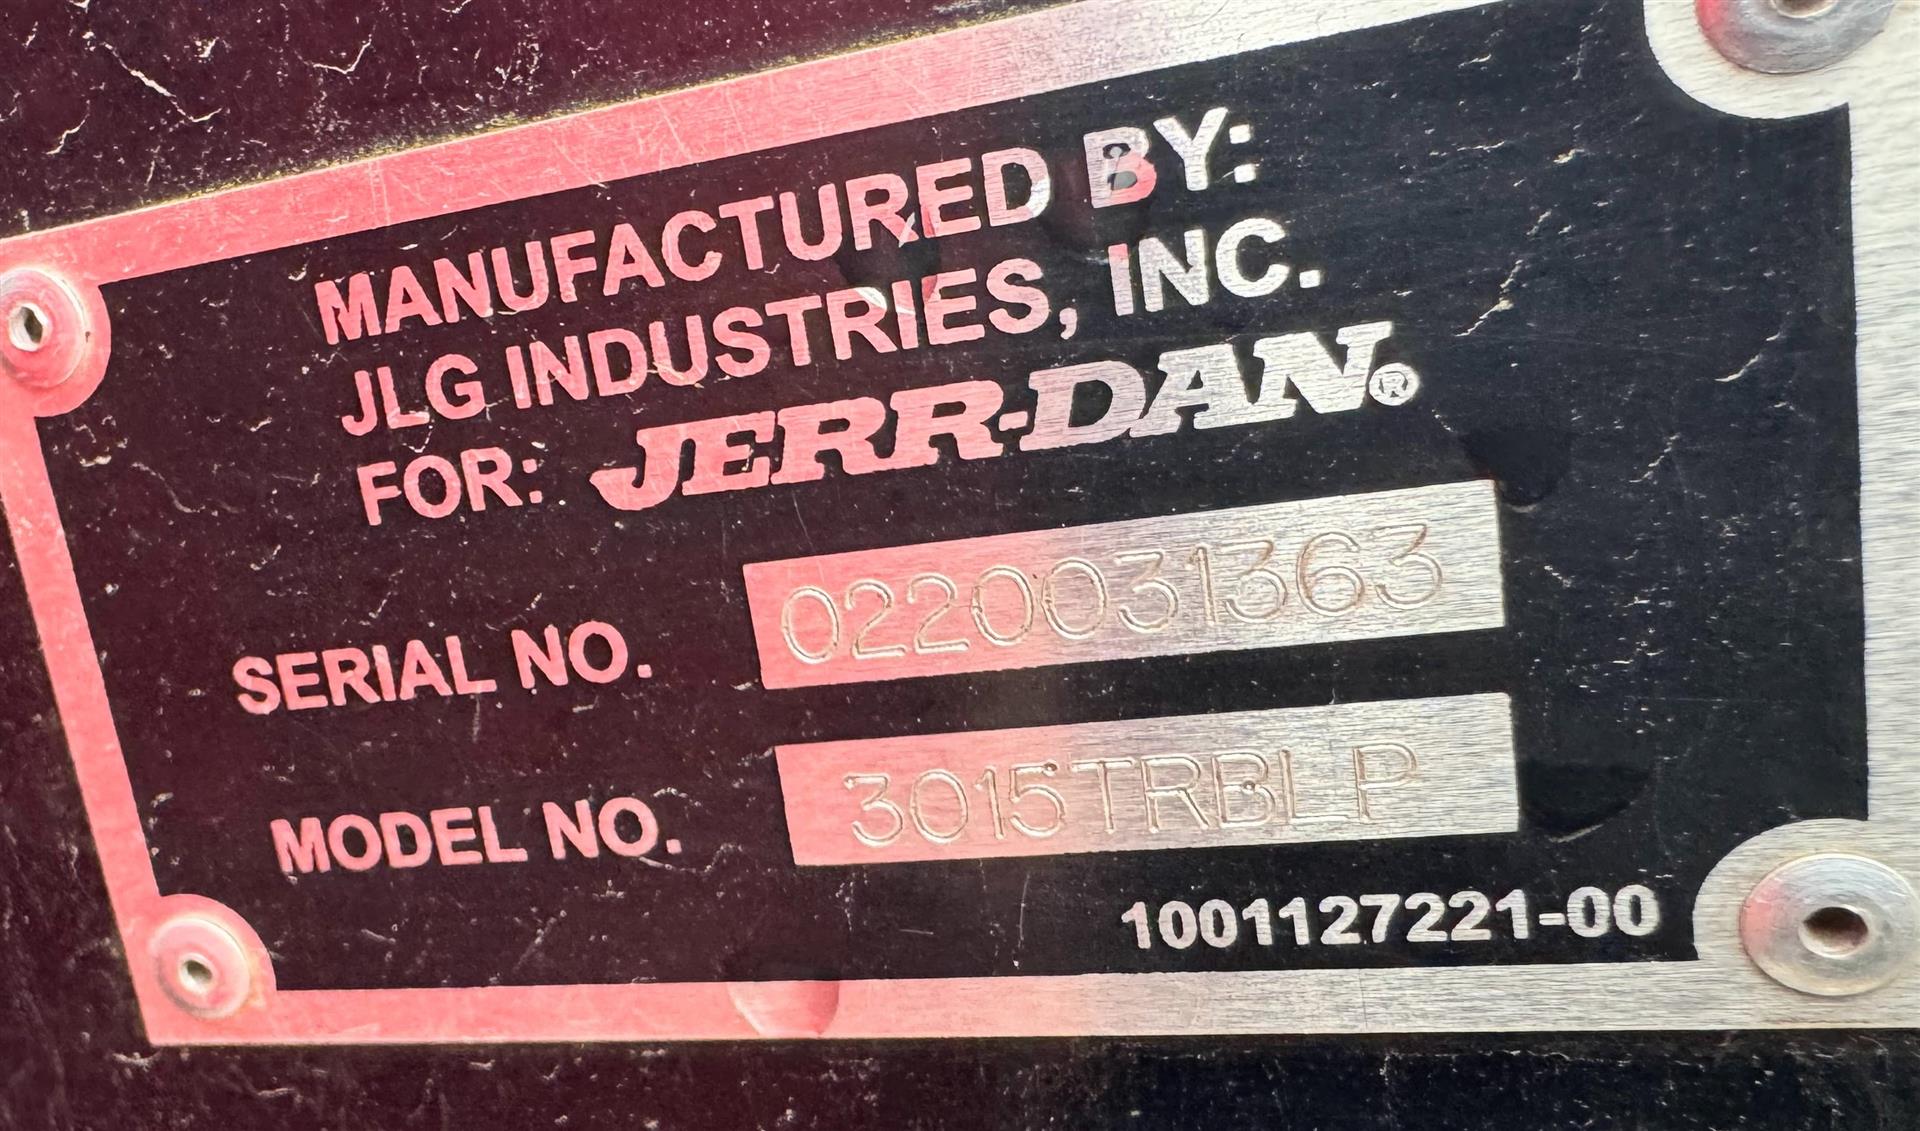 MANUFACTURED BY:
JLG INDUSTRIES, INC.
FOR: JERR-DAN®
SERIAL NO. 0220031363
MODEL NO. 3015TRBLP
1001127221-00